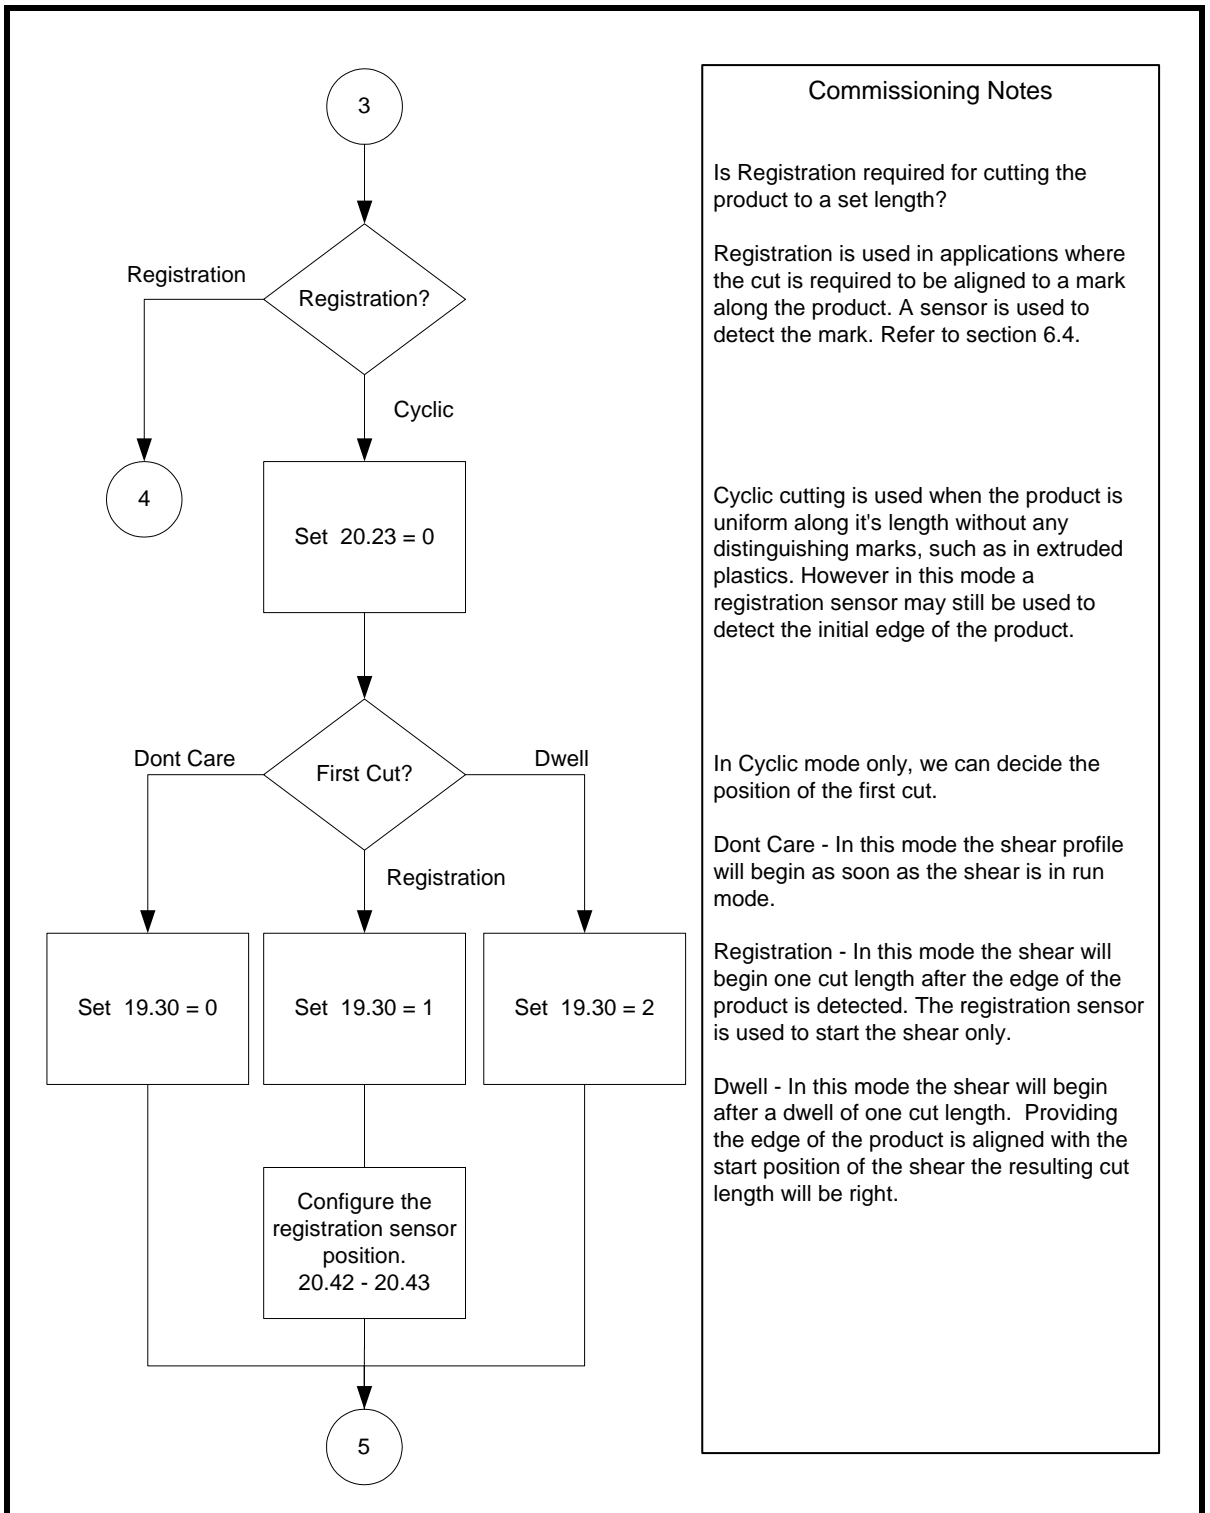 3
Registration
Registration?
Cyclic
4
Set 20.23 = 0
Dont Care
First Cut?
Dwell
Registration
Set 19.30 = 0
Set 19.30 = 1
Set 19.30 = 2
Configure the
registration sensor
position.
20.42 - 20.43
5
Commissioning Notes
Is Registration required for cutting the
product to a set length?
Registration is used in applications where
the cut is required to be aligned to a mark
along the product. A sensor is used to
detect the mark. Refer to section 6.4.
Cyclic cutting is used when the product is
uniform along it's length without any
distinguishing marks, such as in extruded
plastics. However in this mode a
registration sensor may still be used to
detect the initial edge of the product.
In Cyclic mode only, we can decide the
position of the first cut.
Dont Care - In this mode the shear profile
will begin as soon as the shear is in run
mode.
Registration - In this mode the shear will
begin one cut length after the edge of the
product is detected. The registration sensor
is used to start the shear only.
Dwell - In this mode the shear will begin
after a dwell of one cut length.  Providing
the edge of the product is aligned with the
start position of the shear the resulting cut
length will be right.